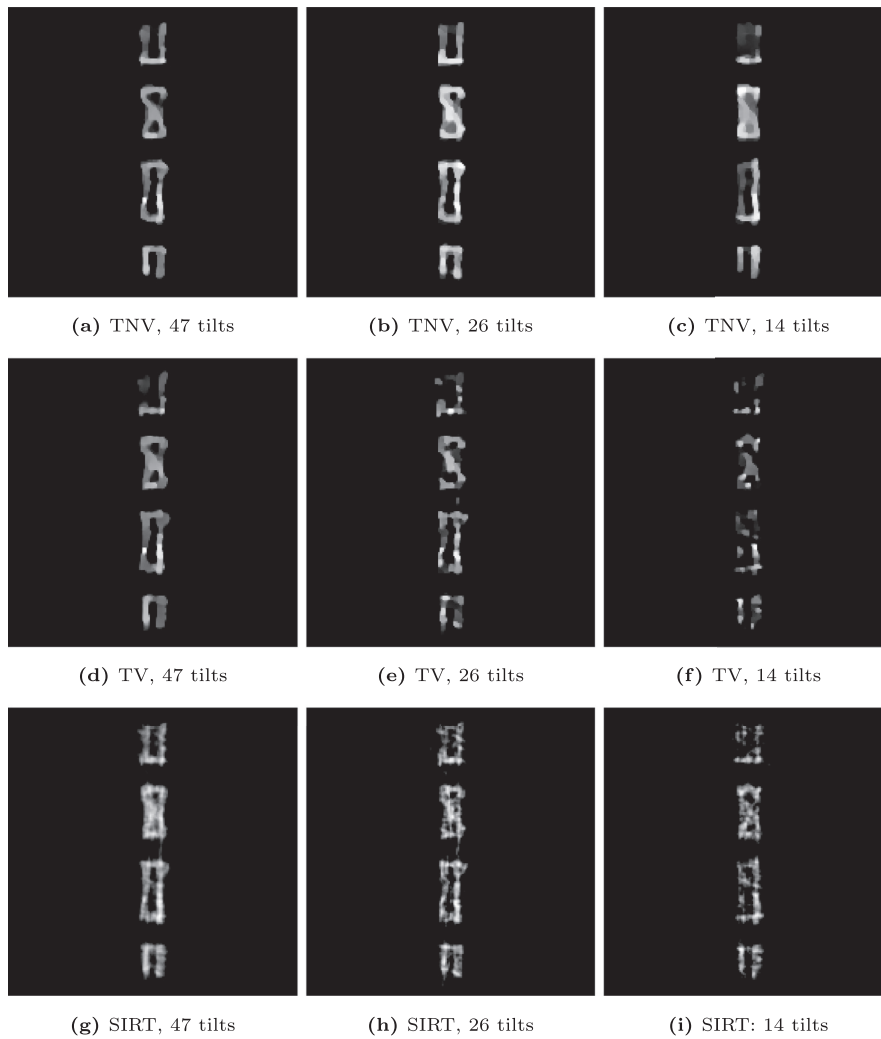 (a) TNV, 47 tilts
(b) TNV, 26 tilts
(c) TNV, 14 tilts
(d) TV, 47 tilts
(e) TV, 26 tilts
(f) TV, 14 tilts
(g) SIRT, 47 tilts
(h) SIRT, 26 tilts
(i) SIRT: 14 tilts